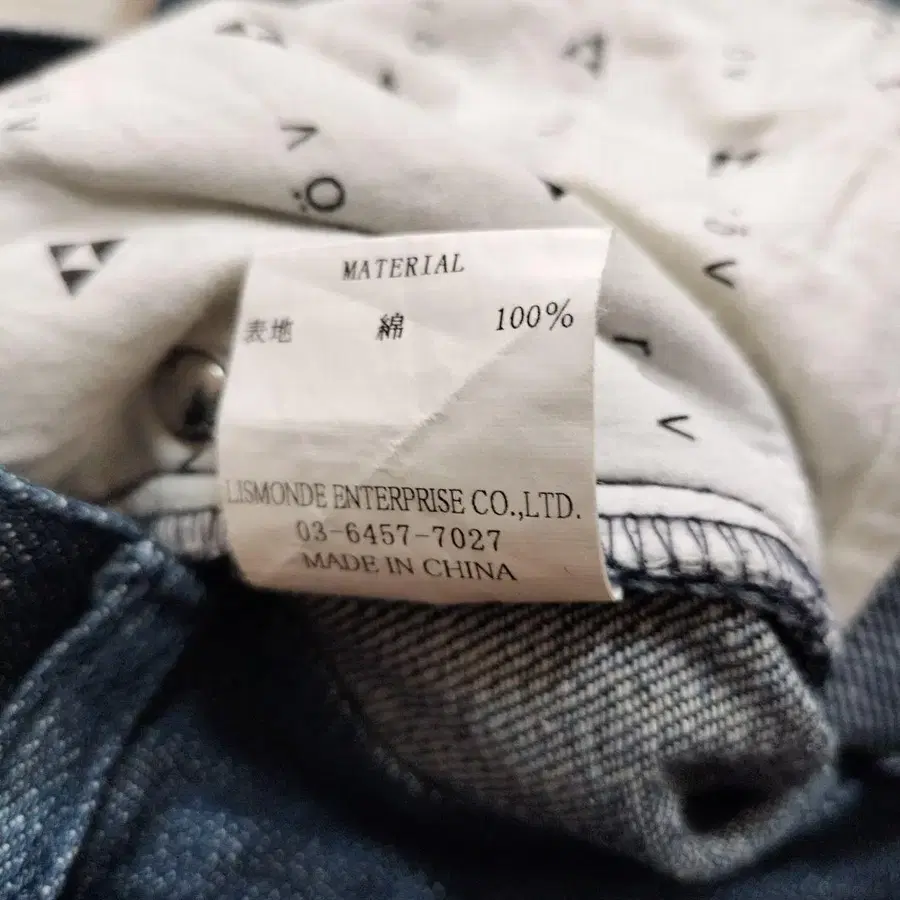 MATERIAL
表地 綿 100%
LISMONDE ENTERPRISE CO.,LTD.
03-6457-7027
MADE IN CHINA